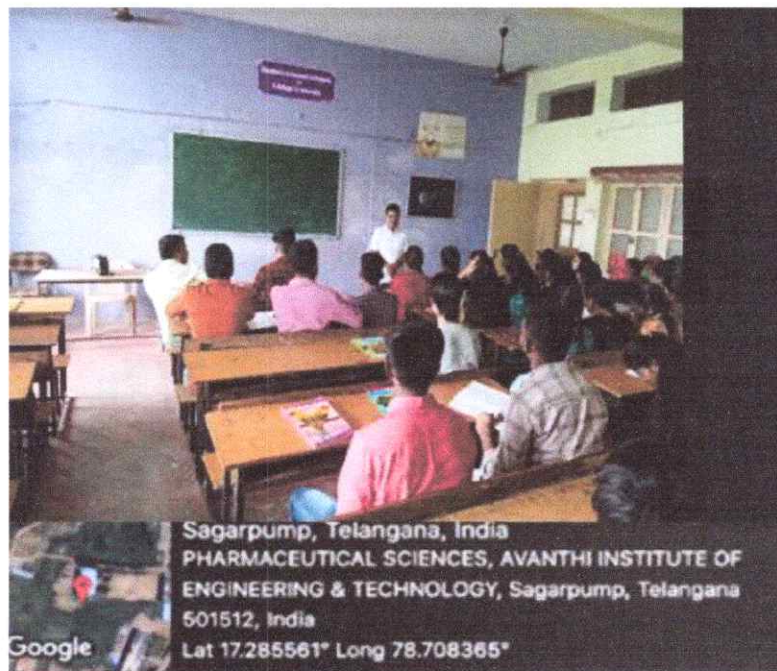 Sagarpump, Telangana, India
PHARMACEUTICAL SCIENCES, AVANTHI INSTITUTE OF
ENGINEERING & TECHNOLOGY, Sagarpump, Telangana
501512, India
Google
Lat 17.285561° Long 78.708365°